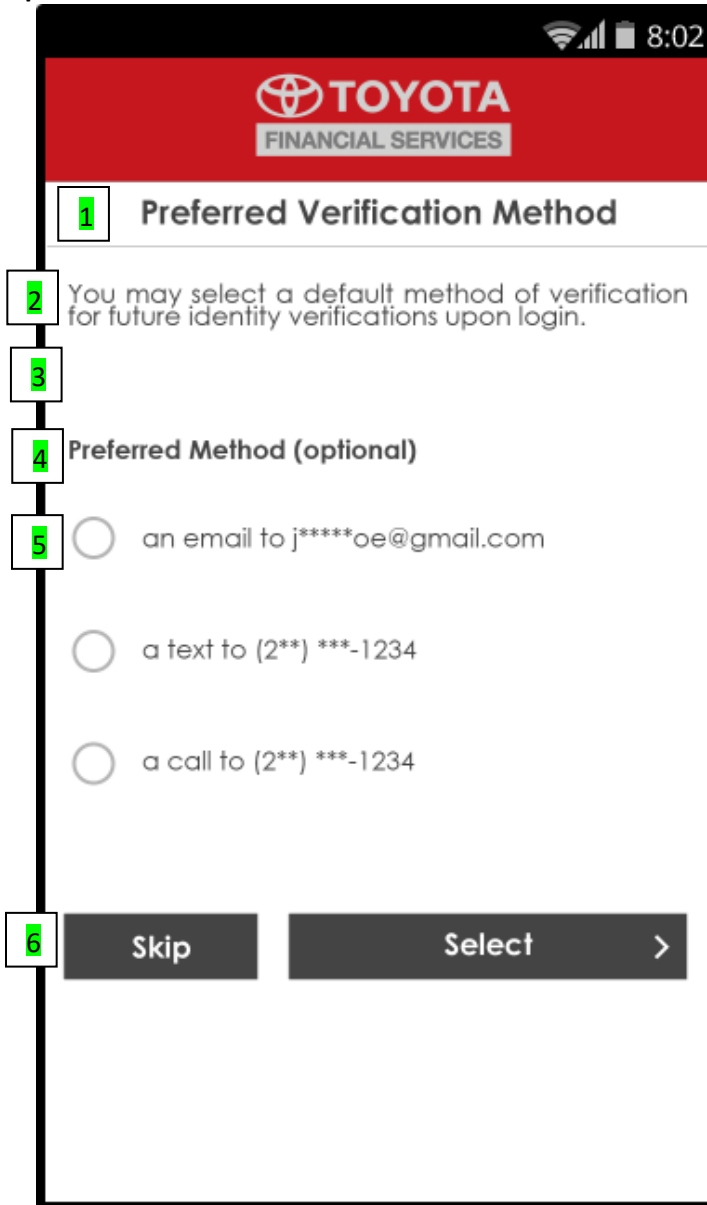 8:02
TOYOTA
FINANCIAL SERVICES
1 Preferred Verification Method
2 You may select a default method of verification
for future identity verifications upon login.
3
4 Preferred Method (optional)
5 an email to j*****oe@gmail.com
a text to (2**) ***-1234
a call to (2**) ***-1234
6 Skip Select >